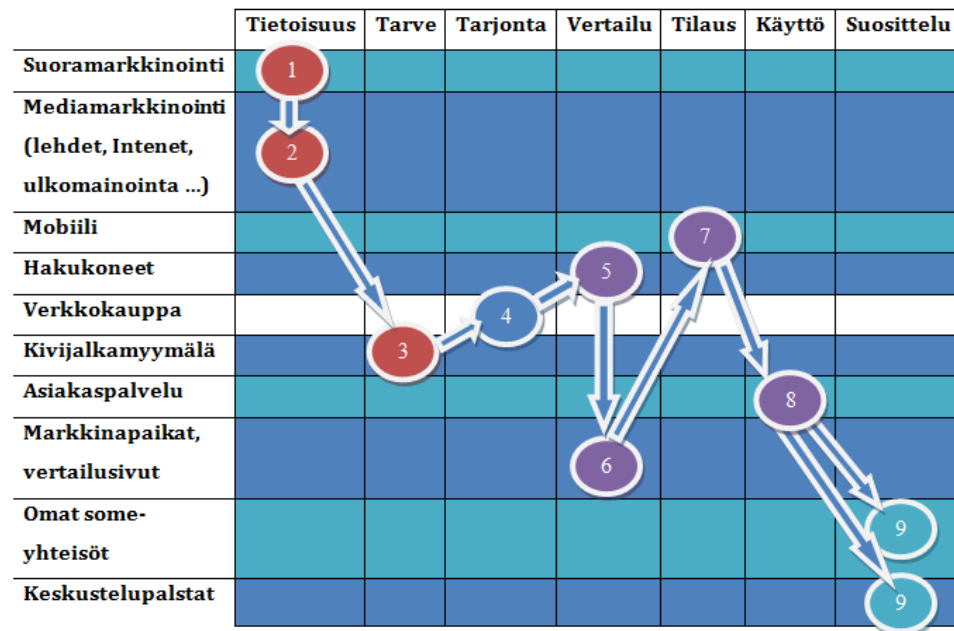 Tietoisuus Tarve Tarjonta Vertailu Tilaus Käyttö Suosittelu
Suoramarkkinointi 1
Mediamarkkinointi
(lehdet, Intenet, 2
ulkomainointa ...)
Mobiili 7
Hakukoneet 5
Verkkokauppa 4
Kivijalkamyymälä 3
Asiakaspalvelu 8
Markkinapaikat,
vertailusivut 6
Omat some- 9
yhteisöt
Keskustelupalstat 9